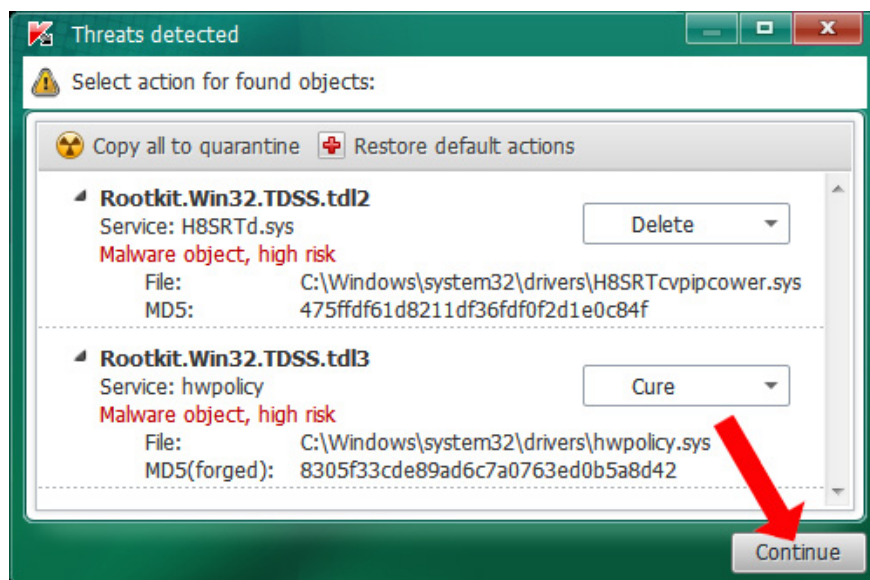 Threats detected
Select action for found objects:
Copy all to quarantine Restore default actions
Rootkit.Win32.TDSS.tdl2
Service: H8SRTd.sys Delete
Malware object, high risk
File: C:\Windows\system32\drivers\H8SRTcvpipcower.sys
MD5: 475ffdf61d8211df36fdf0f2d1e0c84f
Rootkit.Win32.TDSS.tdl3
Service: hwpolicy Cure
Malware object, high risk
File: C:\Windows\system32\drivers\hwpolicy.sys
MD5(forged): 8305f33cde89ad6c7a0763ed0b5a8d42
Continue